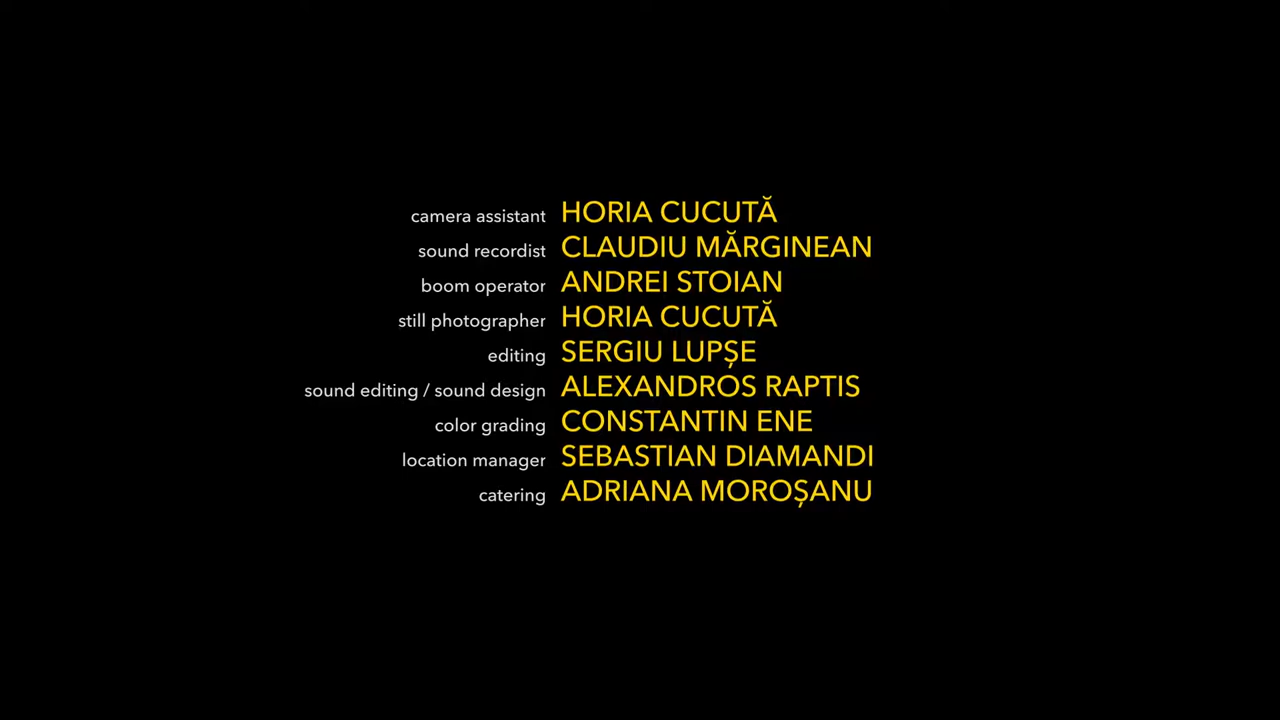 camera assistant HORIA CUCUTĂ
sound recordist CLAUDIU MĂRGINEAN
boom operator ANDREI STOIAN
still photographer HORIA CUCUTĂ
editing SERGIU LUPȘE
sound editing / sound design ALEXANDROS RAPTIS
color grading CONSTANTIN ENE
location manager SEBASTIAN DIAMANDI
catering ADRIANA MOROȘANU